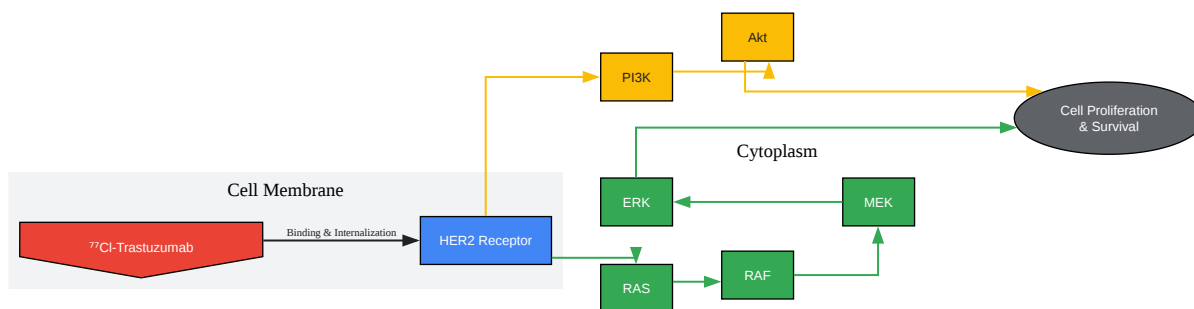 Akt
PI3K
Cell Proliferation
& Survival
Cytoplasm
Cell Membrane
ERK
MEK
⁷⁷Cl-Trastuzumab
Binding & Internalization
HER2 Receptor
RAS
RAF